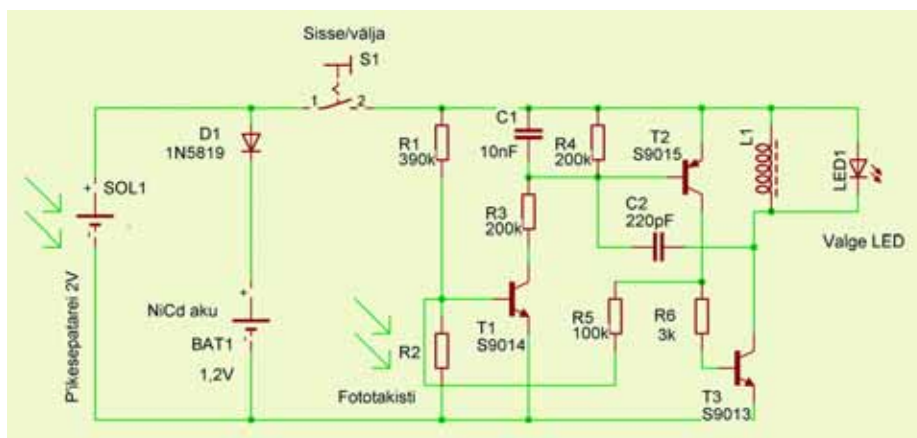 Sisse/välja
S1
1
2
D1
1N5819
SOL1
+
-
P'ikesepatarei 2V
NiCd aku
+
-
BAT1
1,2V
R1
390k
C1
10nF
R4
200k
T2
S9015
L1
LED1
Valge LED
R3
200k
C2
220pF
T1
S9014
R2
Fototakisti
R5
100k
R6
3k
T3
S9013